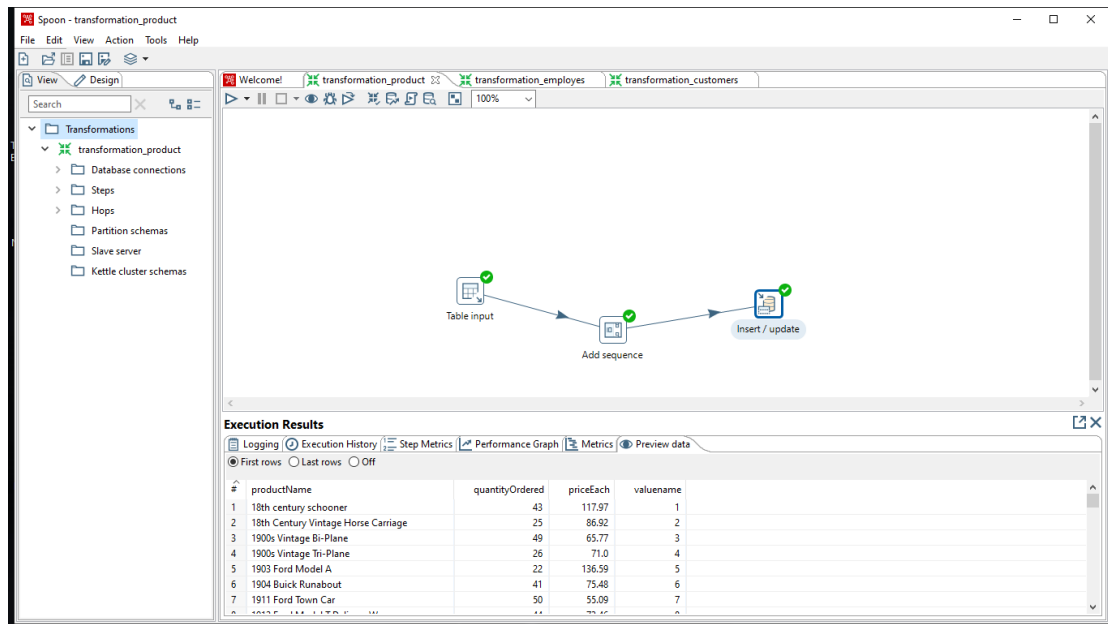 Spoon - transformation_product
File Edit View Action Tools Help
View Design
Search
Transformations
transformation_product
Database connections
Steps
Hops
Partition schemas
Slave server
Kettle cluster schemas
Welcome! transformation_product transformation_employes transformation_customers
100%
Table input
Add sequence
Insert / update
Execution Results
Logging Execution History Step Metrics Performance Graph Metrics Preview data
First rows Last rows Off
# productName quantityOrdered priceEach valuename
1 18th century schooner 43 117.97 1
2 18th Century Vintage Horse Carriage 25 86.92 2
3 1900s Vintage Bi-Plane 49 65.77 3
4 1900s Vintage Tri-Plane 26 71.0 4
5 1903 Ford Model A 22 136.59 5
6 1904 Buick Runabout 41 75.48 6
7 1911 Ford Town Car 50 55.09 7